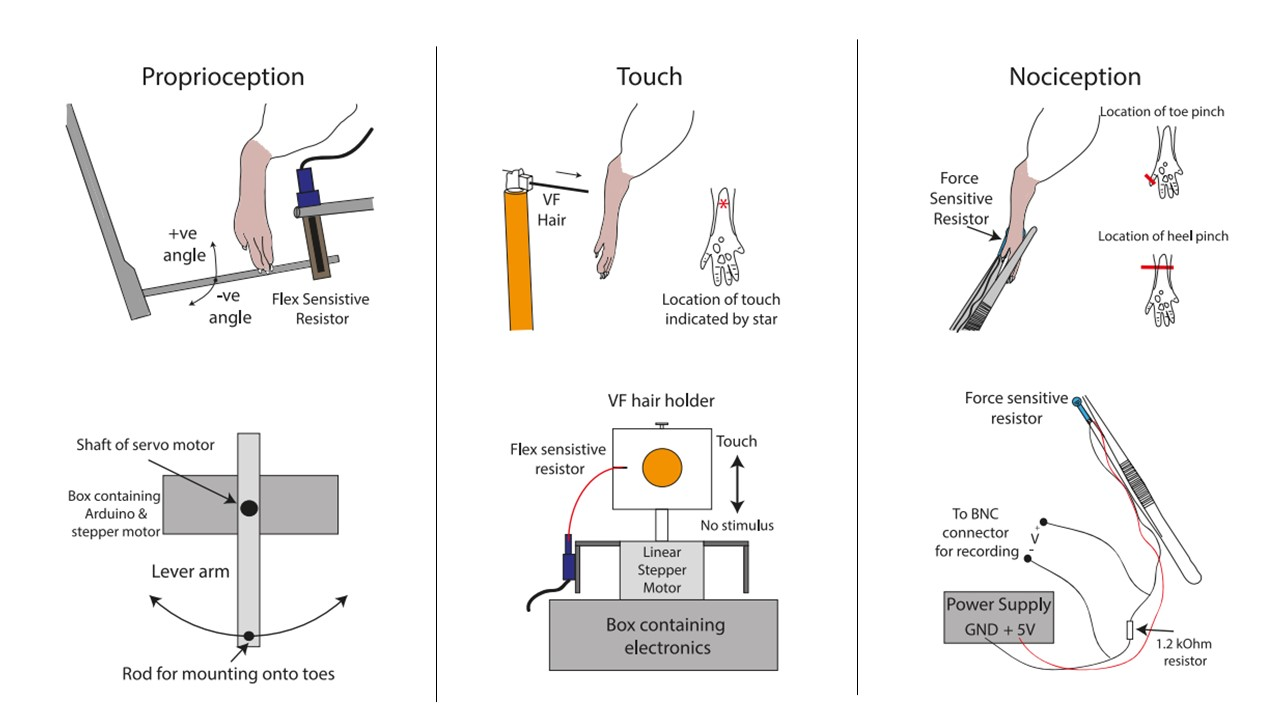 Proprioception
+ve
angle
-ve
angle
Flex Sensistive
Resistor
Shaft of servo motor
Box containing
Arduino &
stepper motor
Lever arm
Rod for mounting onto toes
Touch
VF
Hair
*
Location of touch
indicated by star
VF hair holder
Flex sensistive
resistor
Touch
No stimulus
Linear
Stepper
Motor
Box containing
electronics
Nociception
Location of toe pinch
Force
Sensitive
Resistor
Location of heel pinch
Force sensitive
resistor
To BNC
connector
for recording
+
V
-
Power Supply
GND + 5V
1.2 kOhm
resistor